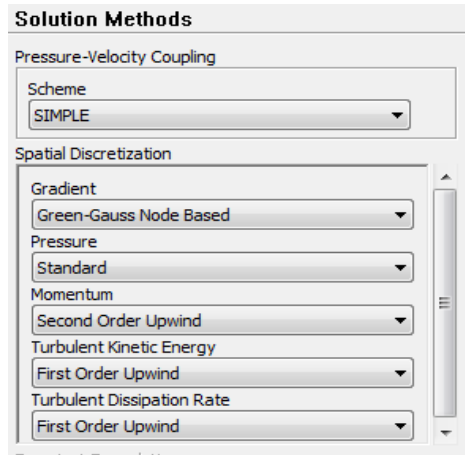 Solution Methods
Pressure-Velocity Coupling
Scheme
SIMPLE
Spatial Discretization
Gradient
Green-Gauss Node Based
Pressure
Standard
Momentum
Second Order Upwind
Turbulent Kinetic Energy
First Order Upwind
Turbulent Dissipation Rate
First Order Upwind